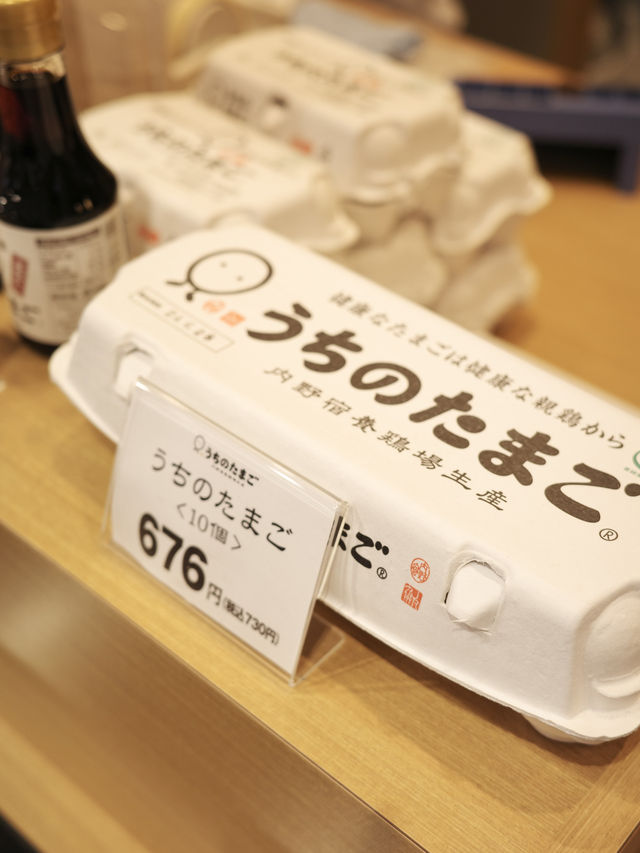 健康なたまごは健康な親鶏から
うちのたまご®
内野宿養鶏場生産
まご®
うちのたまご
うちのたまご
<10個>
676円(税込730円)